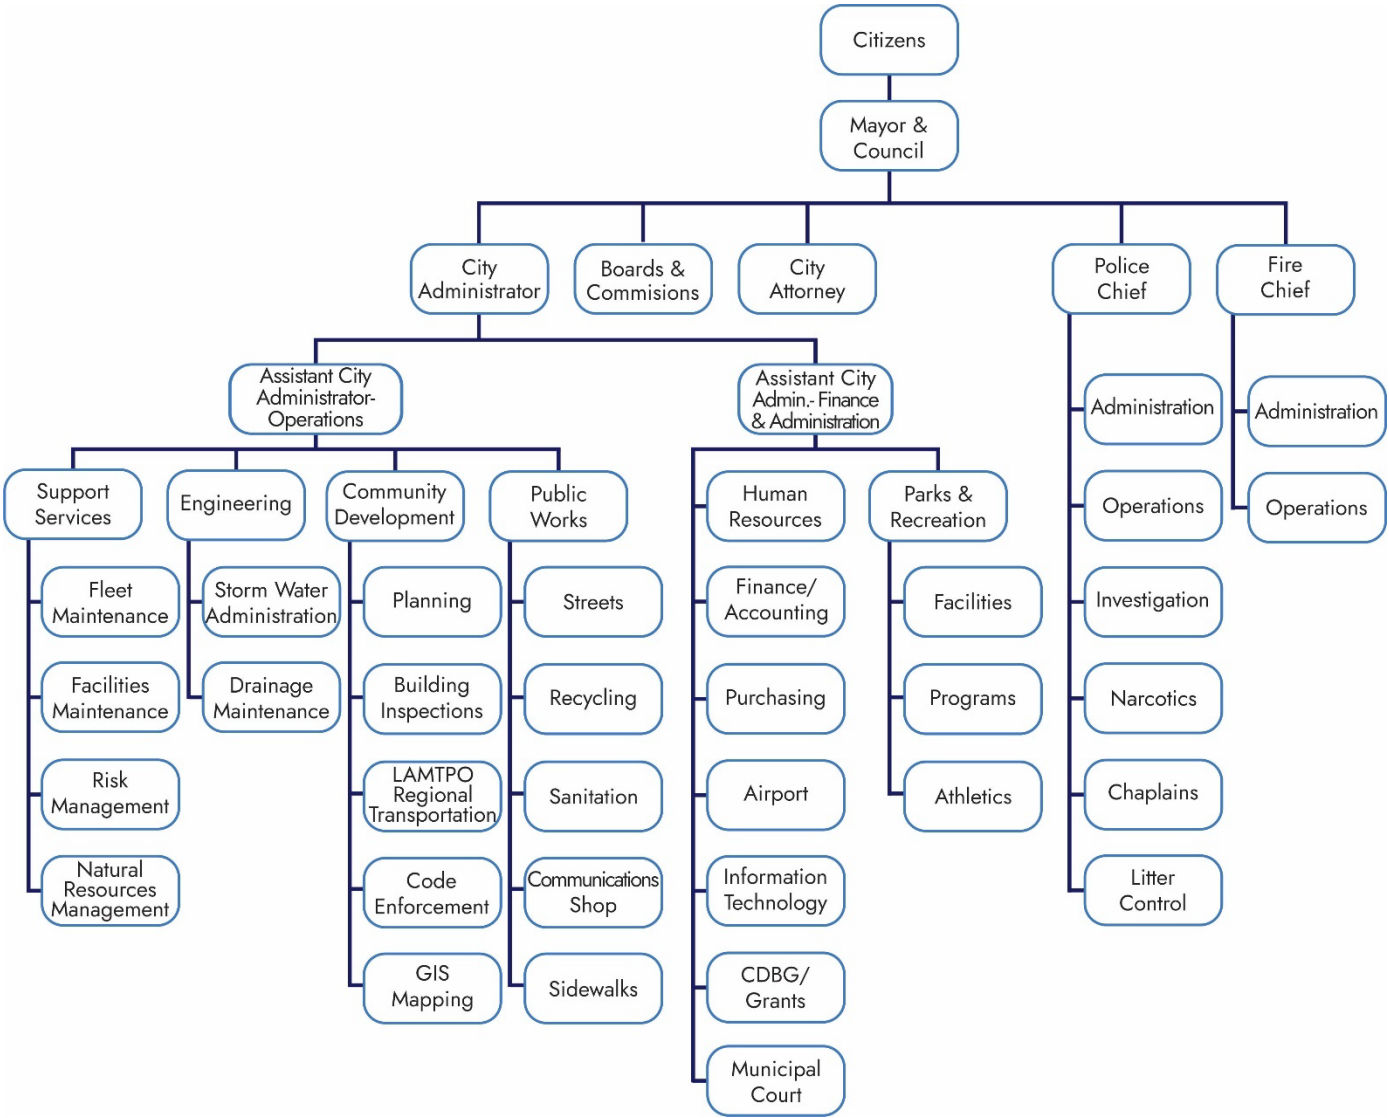 Citizens
Mayor &
Council
City
Administrator
Boards &
Commisions
City
Attorney
Police
Chief
Fire
Chief
Assistant City
Administrator-
Operations
Assistant City
Admin.- Finance
& Administration
Support
Services
Fleet
Maintenance
Facilities
Maintenance
Risk
Management
Natural
Resources
Management
Engineering
Storm Water
Administration
Drainage
Maintenance
Community
Development
Planning
Building
Inspections
LAMTPO
Regional
Transportation
Code
Enforcement
GIS
Mapping
Public
Works
Streets
Recycling
Sanitation
Communications
Shop
Sidewalks
Human
Resources
Finance/
Accounting
Purchasing
Airport
Information
Technology
CDBG/
Grants
Municipal
Court
Parks &
Recreation
Facilities
Programs
Athletics
Administration
Operations
Investigation
Narcotics
Chaplains
Litter
Control
Administration
Operations